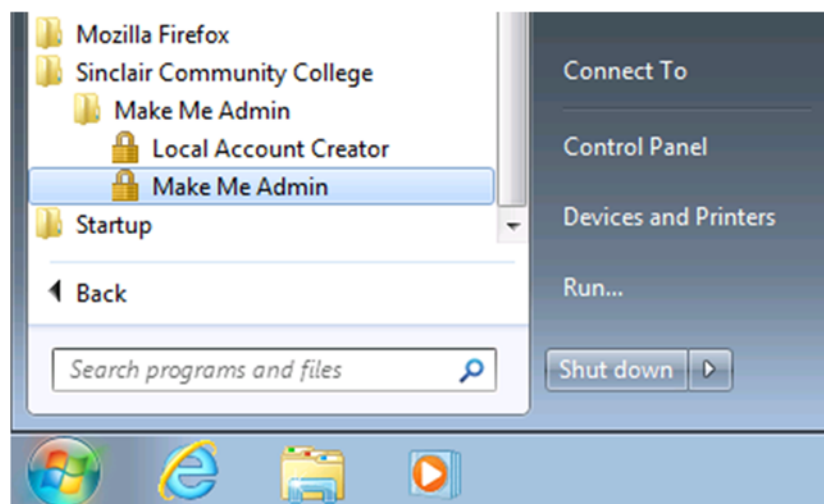 Mozilla Firefox
Sinclair Community College
Make Me Admin
Local Account Creator
Make Me Admin
Startup
Back
Search programs and files
Connect To
Control Panel
Devices and Printers
Run...
Shut down